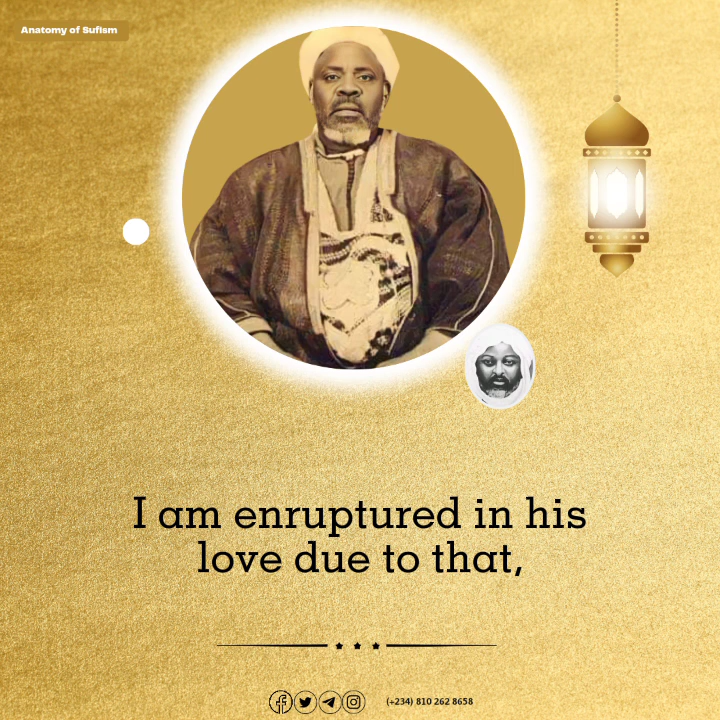 Anatomy of Sufism
I am enruptured in his
love due to that,
(+234) 810 262 8658